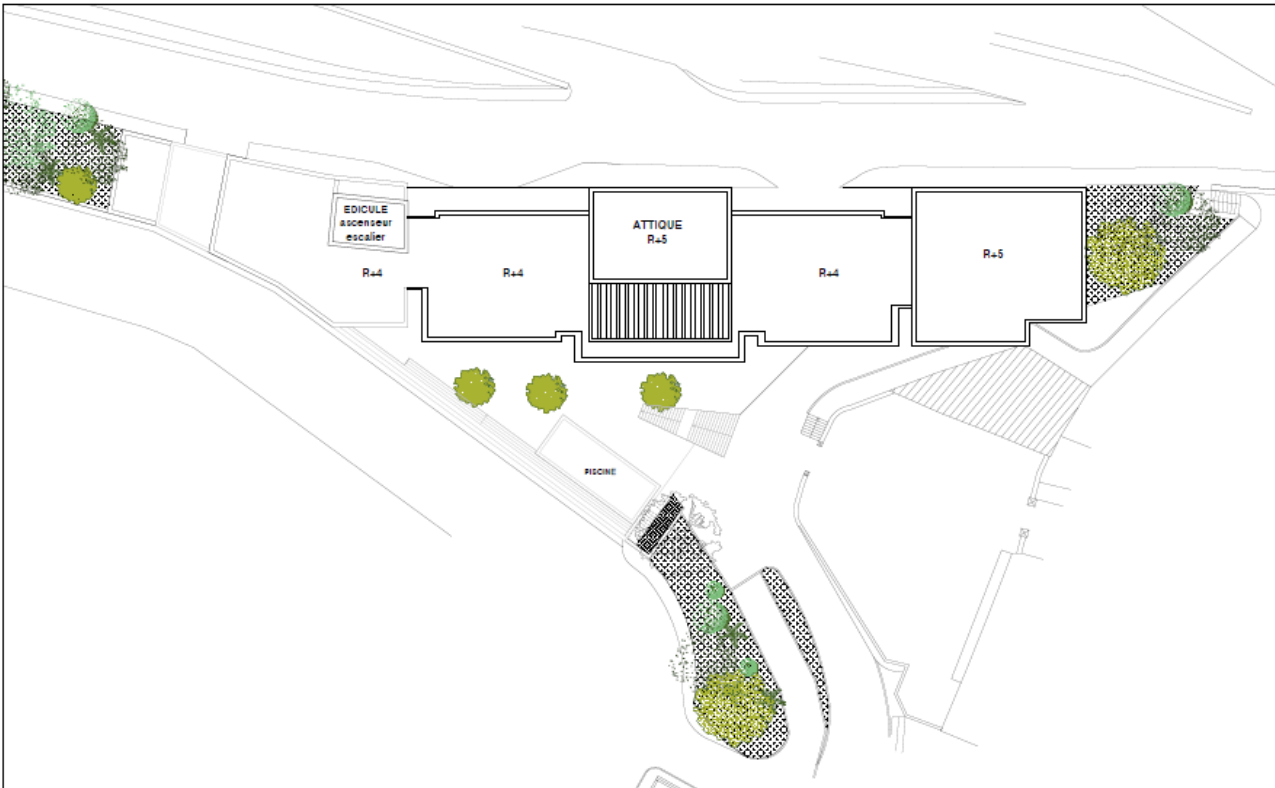 EDICULE
ascenseur
escalier
ATTIQUE
R+5
R+4
R+4
R+4
R+5
PISCINE